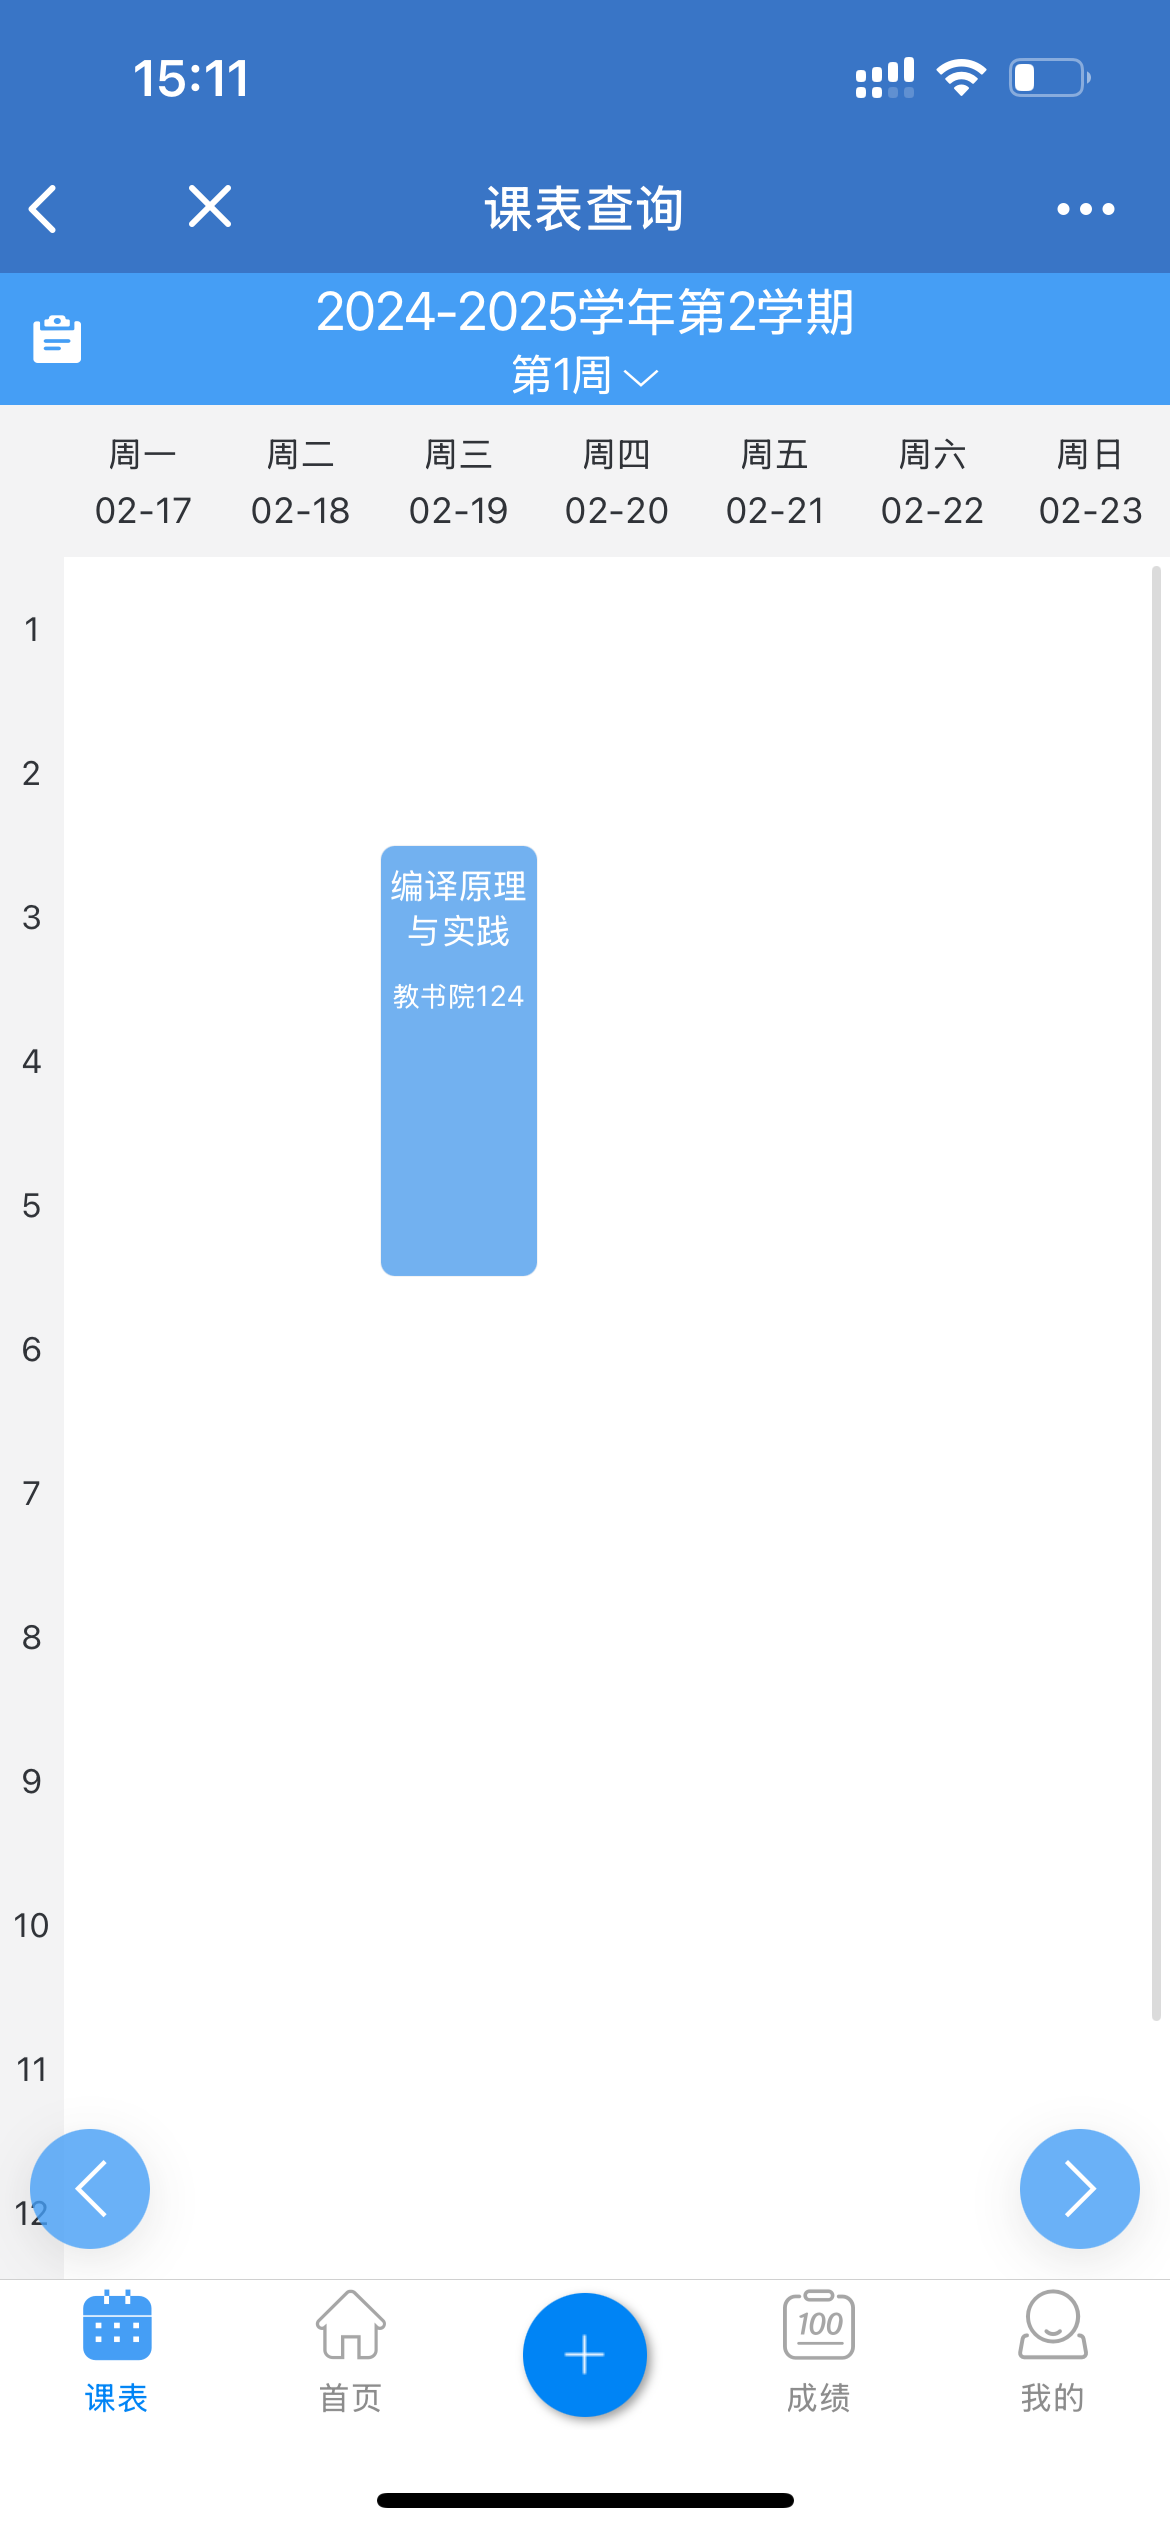 15:11
课表查询
2024-2025学年第2学期
第1周
周一 周二 周三 周四 周五 周六 周日
02-17 02-18 02-19 02-20 02-21 02-22 02-23
1
2
编译原理
与实践
3
教书院124
4
5
6
7
8
9
10
11
12
100
课表 首页 成绩 我的